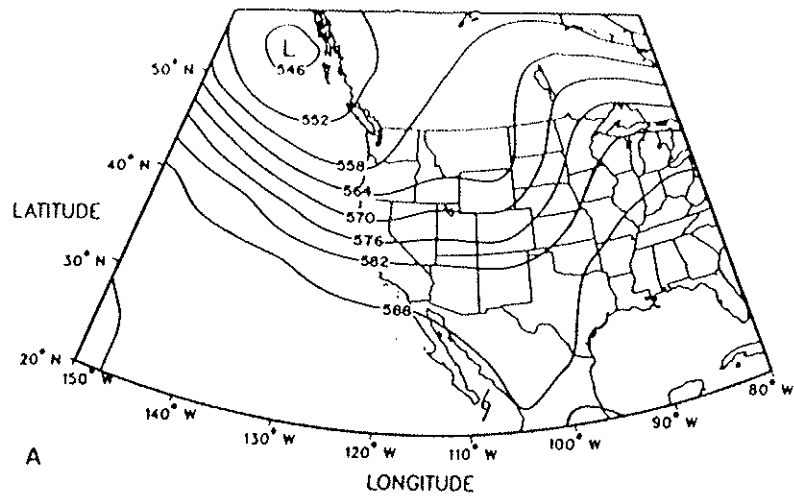 L
546
50° N
552
558
40° N
564
LATITUDE
570
576
582
30° N
588
20° N
150° W
140° W
130° W
120° W
110° W
100° W
90° W
80° W
A
LONGITUDE